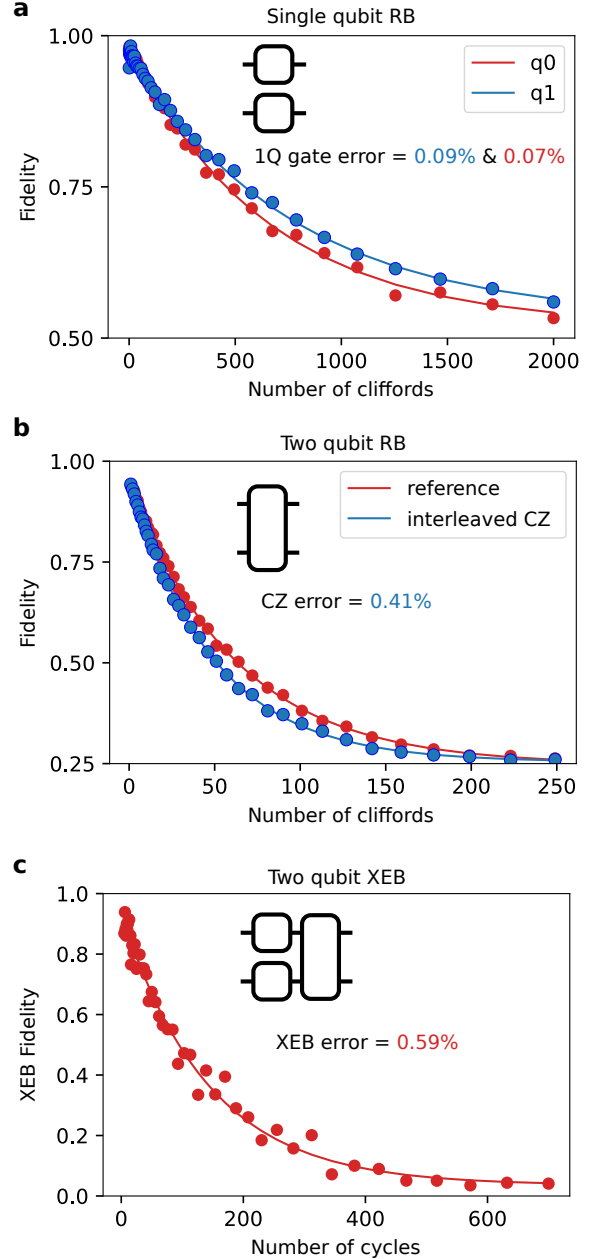 a
Single qubit RB
1.00
0.75
0.50
Fidelity
q0
q1
1Q gate error = 0.09% & 0.07%
0 500 1000 1500 2000
Number of cliffords
b
Two qubit RB
1.00
0.75
0.50
0.25
Fidelity
reference
interleaved CZ
CZ error = 0.41%
0 50 100 150 200 250
Number of cliffords
c
Two qubit XEB
1.0
0.8
0.6
0.4
0.2
0.0
XEB Fidelity
XEB error = 0.59%
0 200 400 600
Number of cycles